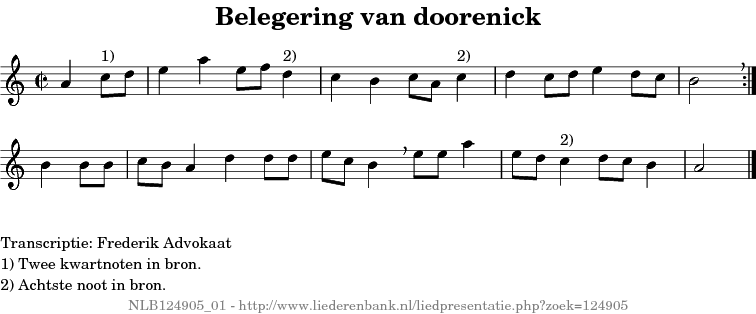 Belegering van doorenick
1) 2) 2)
2)
Transcriptie: Frederik Advokaat
1) Twee kwartnoten in bron.
2) Achtste noot in bron.
NLB124905_01 - http://www.liederenbank.nl/liedpresentatie.php?zoek=124905